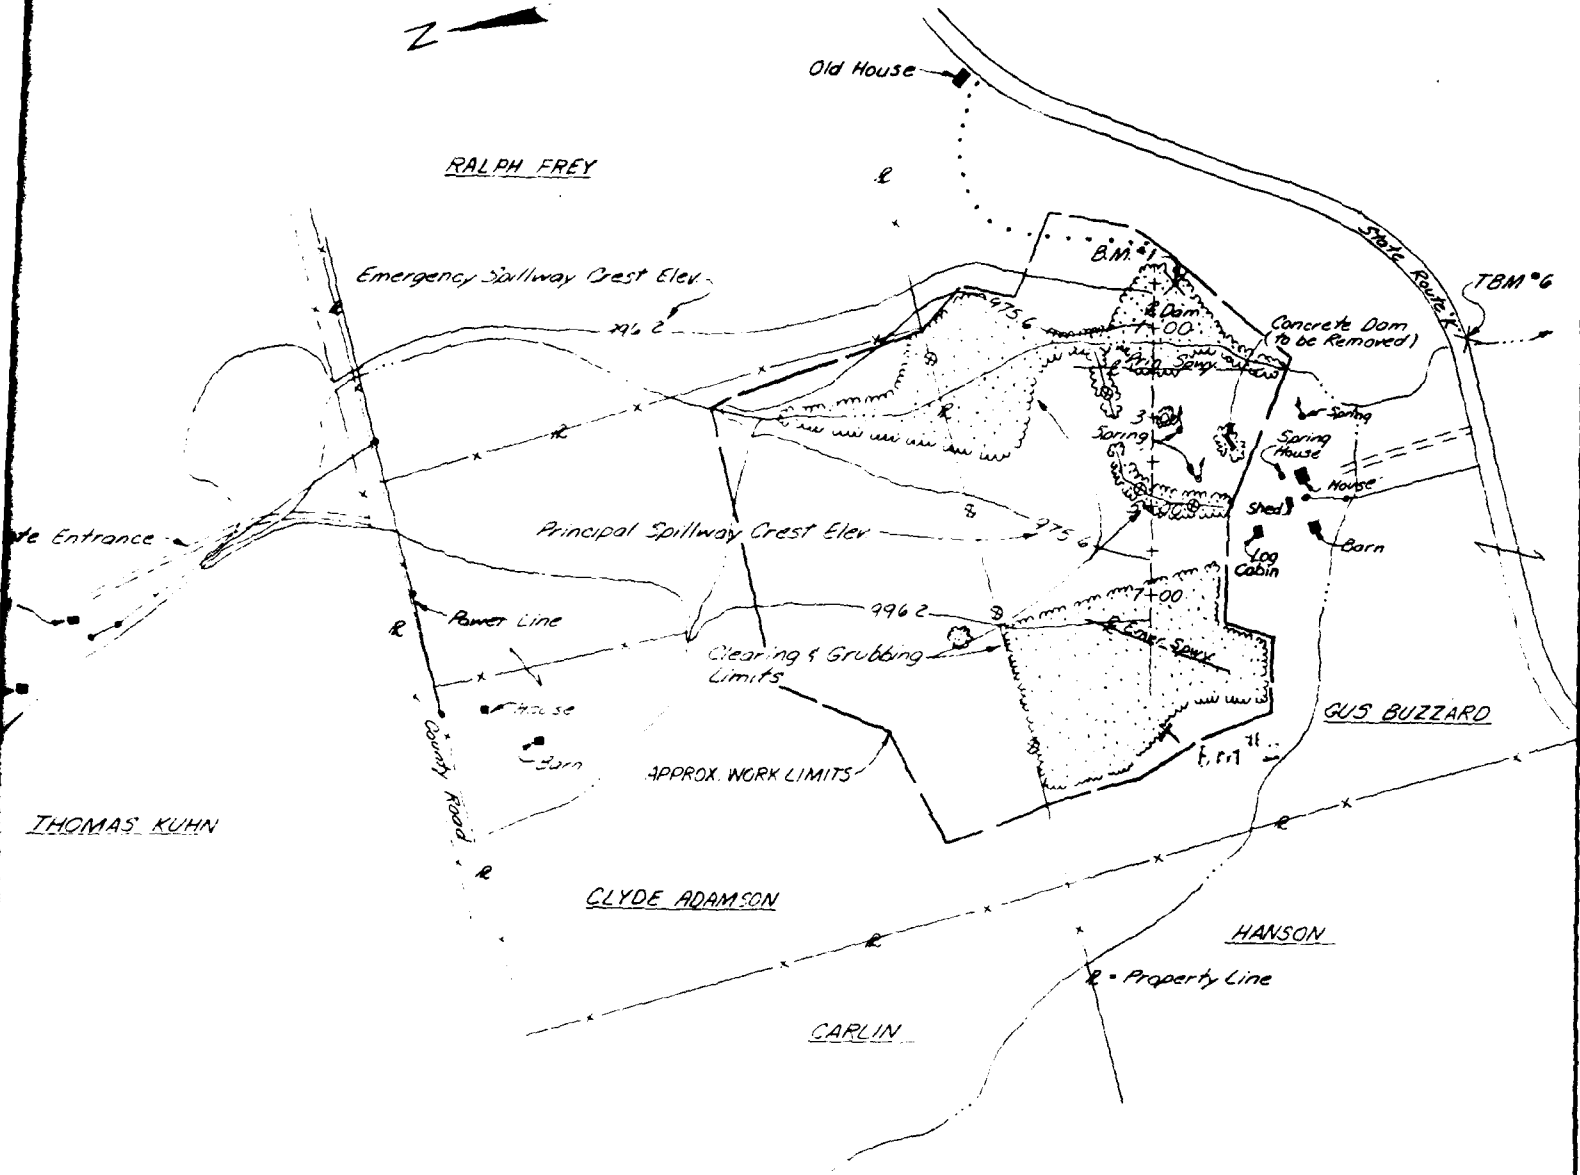 N
Old House
RALPH FREY
State Route "K"
B.M. #1
TBM #6
Emergency Spillway Crest Elev.
996 2
975 6
℄ Dam
1+00
Concrete Dam
to be Removed)
℄ Prin Spwy
3+00
Spring
Spring
Spring
House
House
Shed
Principal Spillway Crest Elev
975 6
te Entrance
Barn
Log
Cabin
7+00
Power Line
996 2
℄ Emer. Spwy
Clearing & Grubbing
Limits
House
GUS BUZZARD
County Road
Barn
APPROX. WORK LIMITS
THOMAS KUHN
CLYDE ADAMSON
HANSON
℞ - Property Line
CARLIN